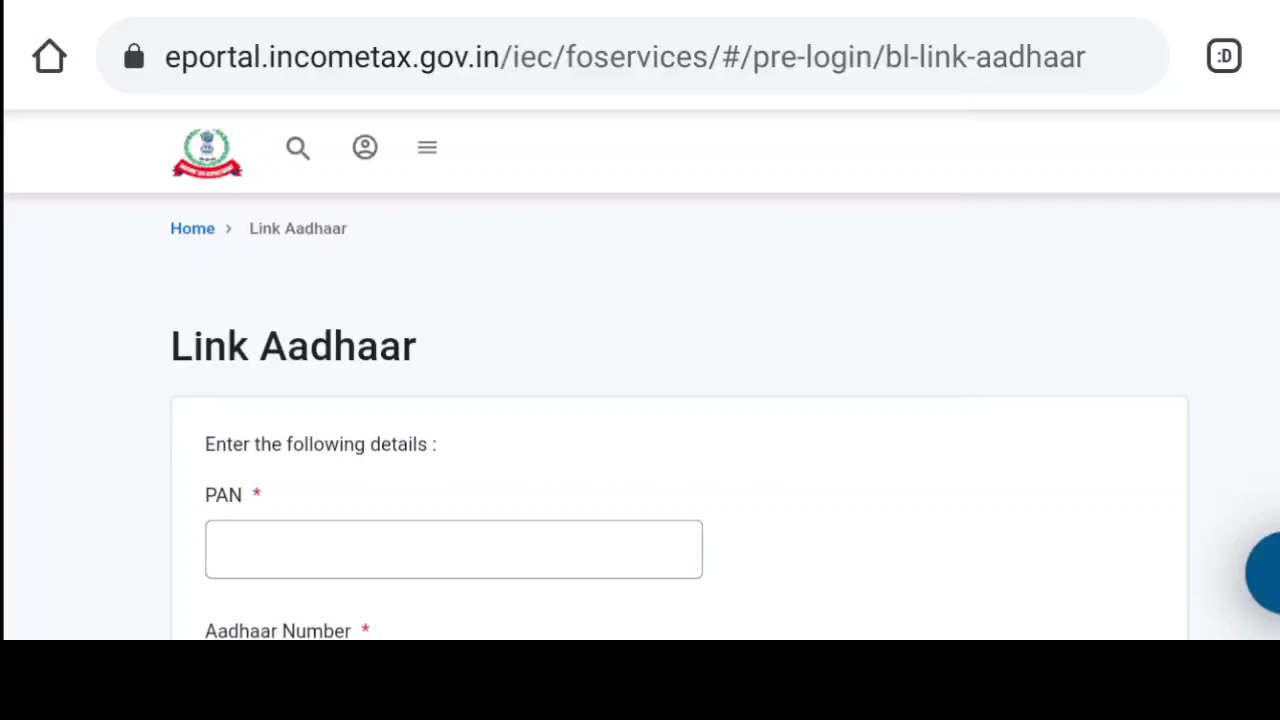 eportal.incometax.gov.in/iec/foservices/#/pre-login/bl-link-aadhaar
:D
Home › Link Aadhaar
Link Aadhaar
Enter the following details :
PAN *
Aadhaar Number *